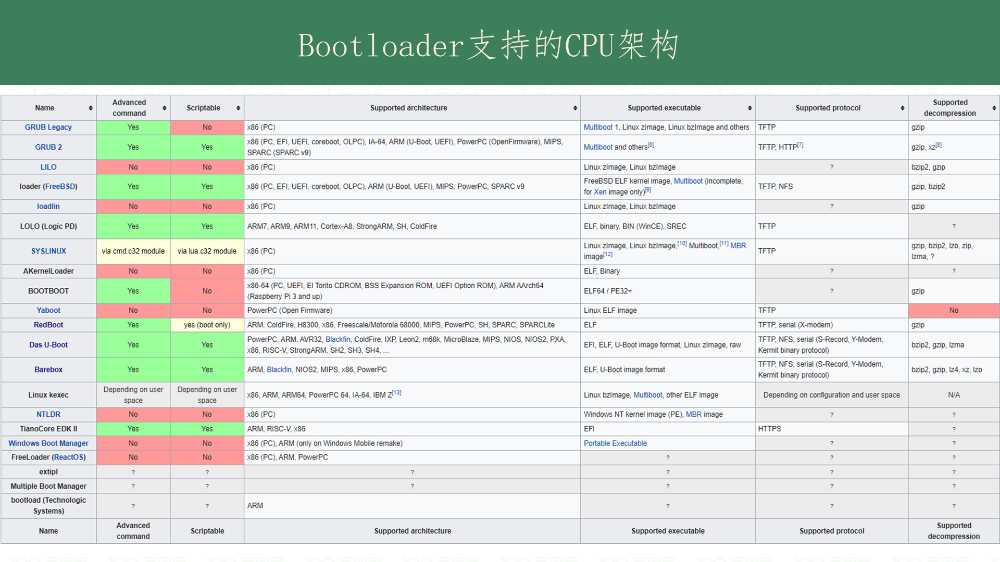 Bootloader支持的CPU架构
Name Advanced command Scriptable Supported architecture Supported executable Supported protocol Supported decompression
GRUB Legacy Yes No x86 (PC) Multiboot 1, Linux zImage, Linux bzImage and others TFTP gzip
GRUB 2 Yes Yes x86 (PC, EFI, UEFI, coreboot, OLPC), IA-64, ARM (U-Boot, UEFI), PowerPC (OpenFirmware), MIPS, SPARC (SPARC v9) Multiboot and others[6] TFTP, HTTP[7] gzip, xz[8]
LILO No No x86 (PC) Linux zImage, Linux bzImage ? bzip2, gzip
loader (FreeBSD) Yes Yes x86 (PC, EFI, UEFI, coreboot, OLPC), ARM (U-Boot, UEFI), MIPS, PowerPC, SPARC v9 FreeBSD ELF kernel image, Multiboot (incomplete, for Xen image only)[9] TFTP, NFS gzip, bzip2
loadlin No No x86 (PC) Linux zImage, Linux bzImage ? gzip
LOLO (Logic PD) Yes Yes ARM7, ARM9, ARM11, Cortex-A8, StrongARM, SH, ColdFire ELF, binary, BIN (WinCE), SREC TFTP ?
SYSLINUX via cmd.c32 module via lua.c32 module x86 (PC) Linux zImage, Linux bzImage,[10] Multiboot,[11] MBR image[12] TFTP gzip, bzip2, lzo, zip, lzma, ?
AKernelLoader No No x86 (PC) ELF, Binary ? ?
BOOTBOOT Yes No x86-64 (PC, UEFI, El Torito CDROM, BSS Expansion ROM, UEFI Option ROM), ARM AArch64 (Raspberry Pi 3 and up) ELF64 / PE32+ ? gzip
Yaboot No No PowerPC (Open Firmware) Linux ELF image TFTP No
RedBoot Yes yes (boot only) ARM, ColdFire, H8300, x86, Freescale/Motorola 68000, MIPS, PowerPC, SH, SPARC, SPARCLite ELF TFTP, serial (X-modem) gzip
Das U-Boot Yes Yes PowerPC, ARM, AVR32, Blackfin, ColdFire, IXP, Leon2, m68k, MicroBlaze, MIPS, NIOS, NIOS2, PXA, x86, RISC-V, StrongARM, SH2, SH3, SH4, ... EFI, ELF, U-Boot image format, Linux zImage, raw TFTP, NFS, serial (S-Record, Y-Modem, Kermit binary protocol) bzip2, gzip, lzma
Barebox Yes Yes ARM, Blackfin, NIOS2, MIPS, x86, PowerPC ELF, U-Boot image format TFTP, NFS, serial (S-Record, Y-Modem, Kermit binary protocol) bzip2, gzip, lz4, xz, lzo
Linux kexec Depending on user space Depending on user space x86, ARM, ARM64, PowerPC 64, IA-64, IBM Z[13] Linux bzImage, Multiboot, other ELF image Depending on configuration and user space N/A
NTLDR No No x86 (PC) Windows NT kernel image (PE), MBR image ? ?
TianoCore EDK II Yes Yes ARM, RISC-V, x86 EFI HTTPS ?
Windows Boot Manager No No x86 (PC), ARM (only on Windows Mobile remake) Portable Executable ? ?
FreeLoader (ReactOS) No No x86 (PC), ARM, PowerPC ? ? ?
extipl ? ? ? ? ? ?
Multiple Boot Manager ? ? ? ? ? ?
bootload (Technologic Systems) ? ? ARM ? ? ?
Name Advanced command Scriptable Supported architecture Supported executable Supported protocol Supported decompression